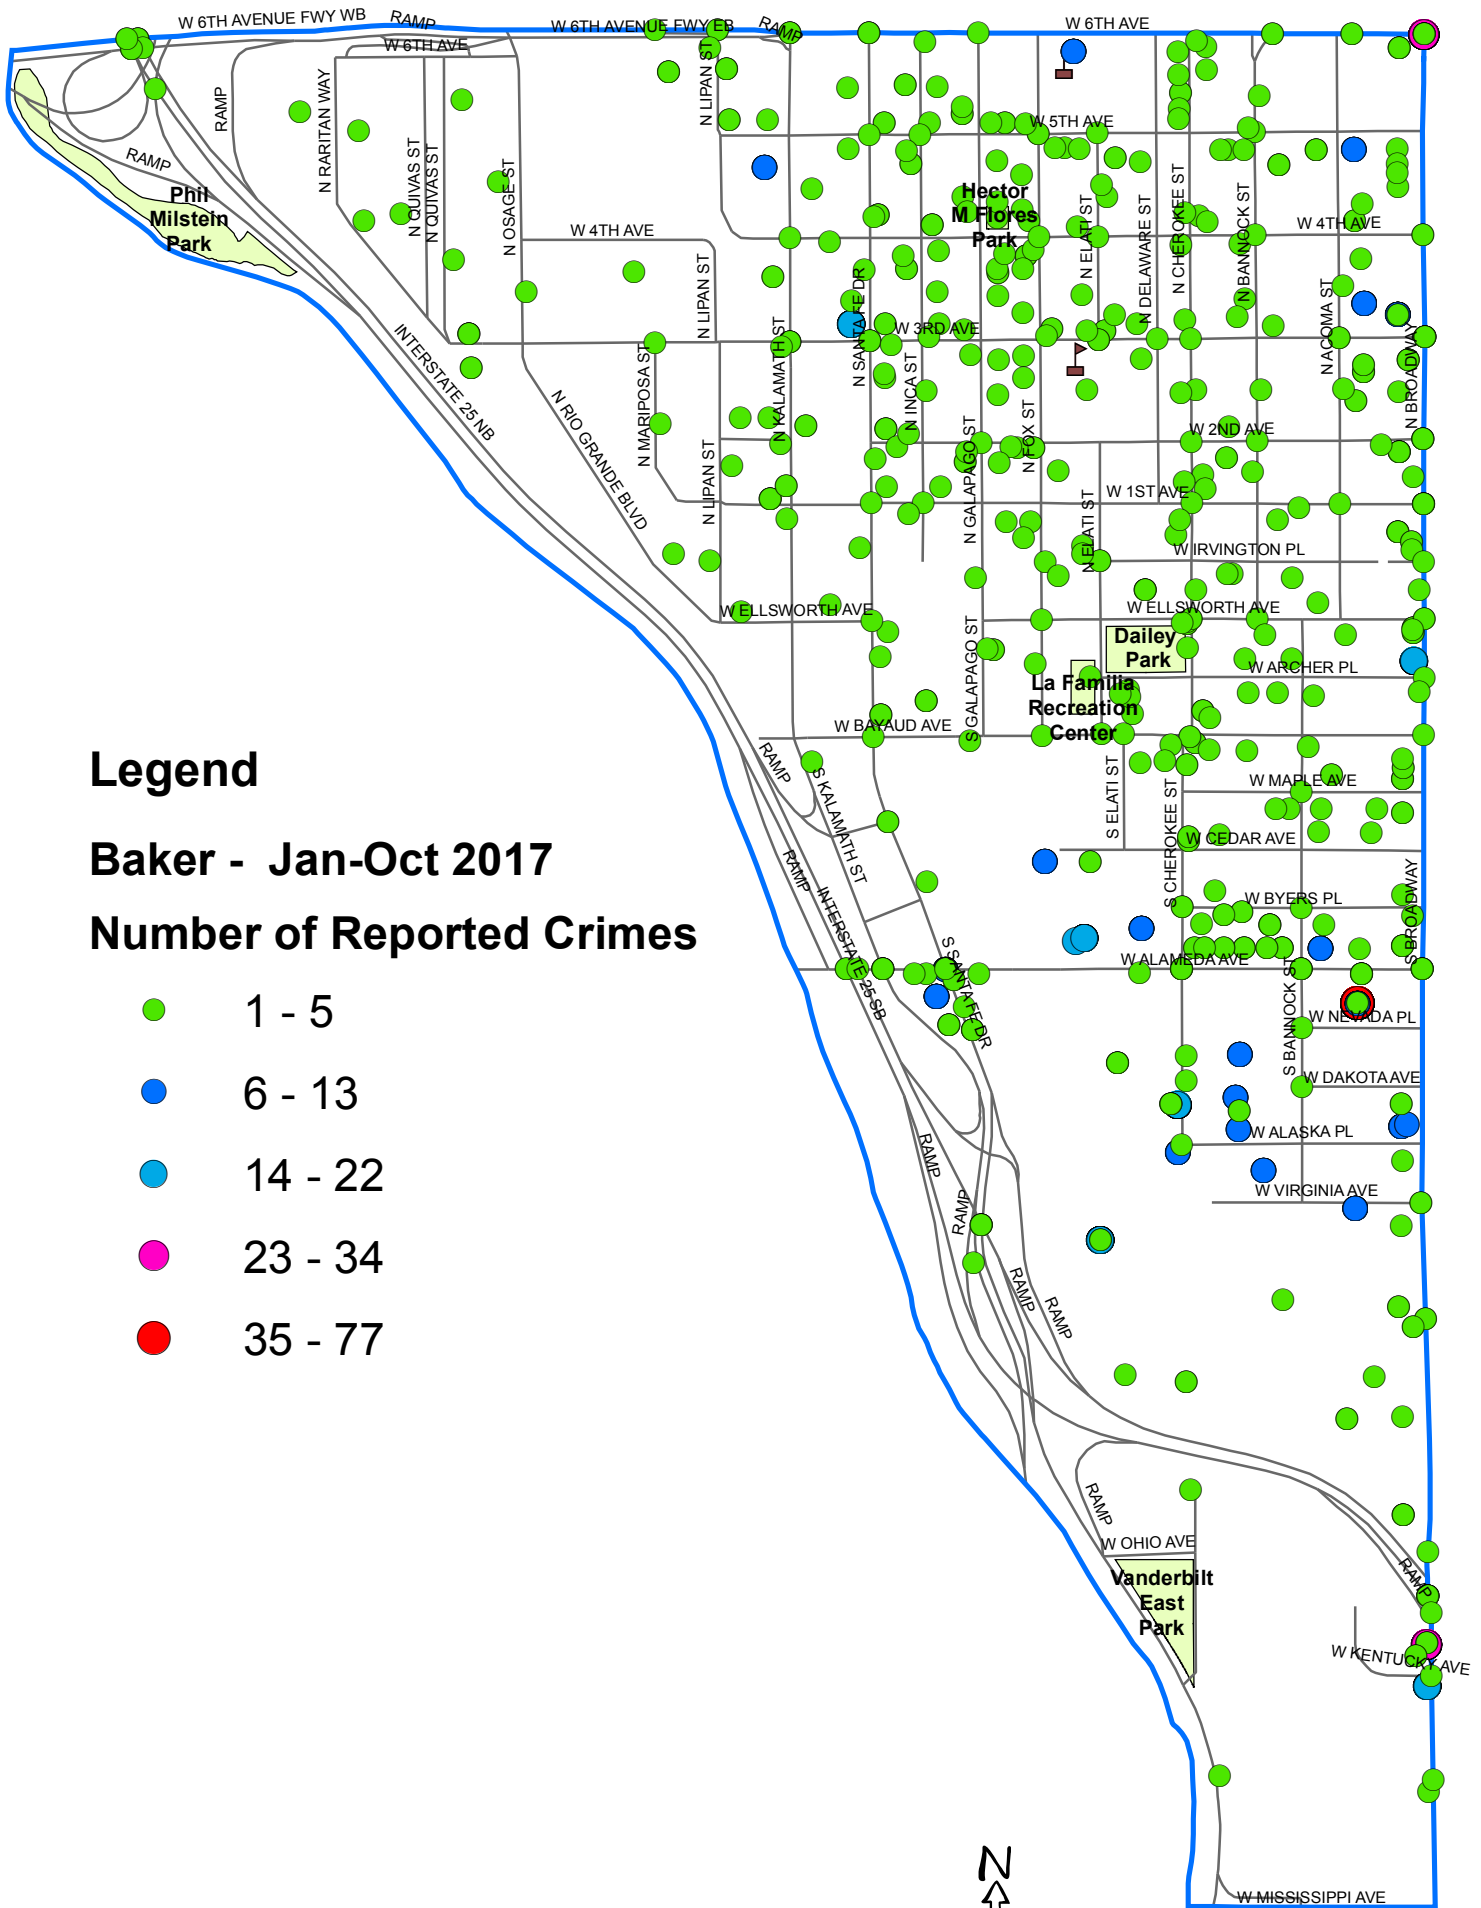 W 6TH AVENUE FWY WB
RAMP
W 6TH AVENUE FWY EB
RAMP
W 6TH AVE
W 6TH AVE
N LIPAN ST
N RARITAN WAY
RAMP
RAMP
W 5TH AVE
N QUIVAS ST
N QUIVAS ST
N OSAGE ST
Phil
Milstein
Park
Hector
M Flores
Park
N ELATI ST
N DELAWARE ST
N CHEROKEE ST
N BANNOCK ST
W 4TH AVE
W 4TH AVE
N LIPAN ST
N SANTA FE DR
N ACOMA ST
N BROADWAY
W 3RD AVE
INTERSTATE 25 NB
N KALAMATH ST
N MARIPOSA ST
N INCA ST
N RIO GRANDE BLVD
N GALAPAGO ST
N FOX ST
W 2ND AVE
N LIPAN ST
W 1ST AVE
N ELATI ST
W IRVINGTON PL
W ELLSWORTH AVE
W ELLSWORTH AVE
Dailey
Park
S GALAPAGO ST
W ARCHER PL
La Familia
Recreation
Center
W BAYAUD AVE
RAMP
S KALAMATH ST
S ELATI ST
S CHEROKEE ST
W MAPLE AVE
W CEDAR AVE
Legend
Baker - Jan-Oct 2017
Number of Reported Crimes
1 - 5
6 - 13
14 - 22
23 - 34
35 - 77
RAMP
INTERSTATE 25 SB
W BYERS PL
S BROADWAY
S SANTA FE DR
W ALAMEDA AVE
S BANNOCK ST
W NEVADA PL
W DAKOTA AVE
W ALASKA PL
RAMP
RAMP
W VIRGINIA AVE
RAMP
RAMP
RAMP
W OHIO AVE
RAMP
Vanderbilt
East
Park
W KENTUCKY AVE
N
W MISSISSIPPI AVE